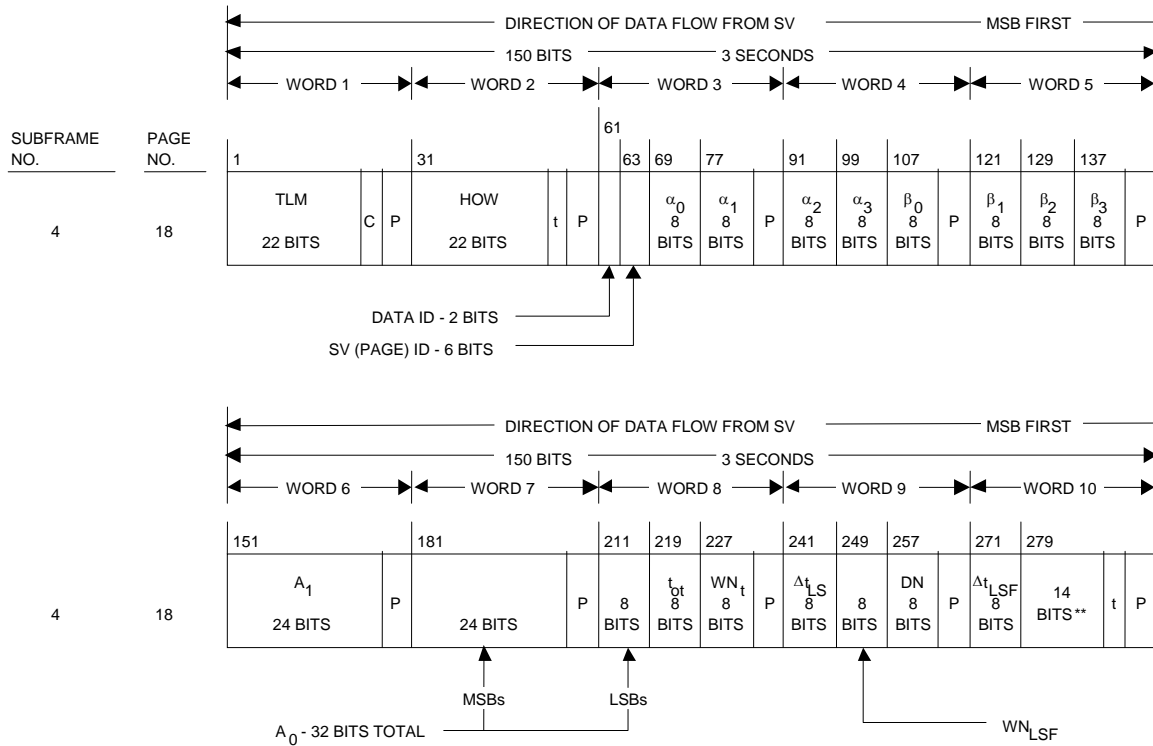 DIRECTION OF DATA FLOW FROM SV MSB FIRST
150 BITS 3 SECONDS
WORD 1 WORD 2 WORD 3 WORD 4 WORD 5
SUBFRAME NO. PAGE NO.
61
1 31 63 69 77 91 99 107 121 129 137
4 18
TLM 22 BITS C P HOW 22 BITS t P α0 8 BITS α1 8 BITS P α2 8 BITS α3 8 BITS β0 8 BITS P β1 8 BITS β2 8 BITS β3 8 BITS P
DATA ID - 2 BITS
SV (PAGE) ID - 6 BITS
DIRECTION OF DATA FLOW FROM SV MSB FIRST
150 BITS 3 SECONDS
WORD 6 WORD 7 WORD 8 WORD 9 WORD 10
151 181 211 219 227 241 249 257 271 279
4 18
A1 24 BITS P 24 BITS P 8 BITS tot 8 BITS WNt 8 BITS P ΔtLS 8 BITS 8 BITS DN 8 BITS P ΔtLSF 8 BITS 14 BITS** t P
MSBs LSBs
A0 - 32 BITS TOTAL
WNLSF